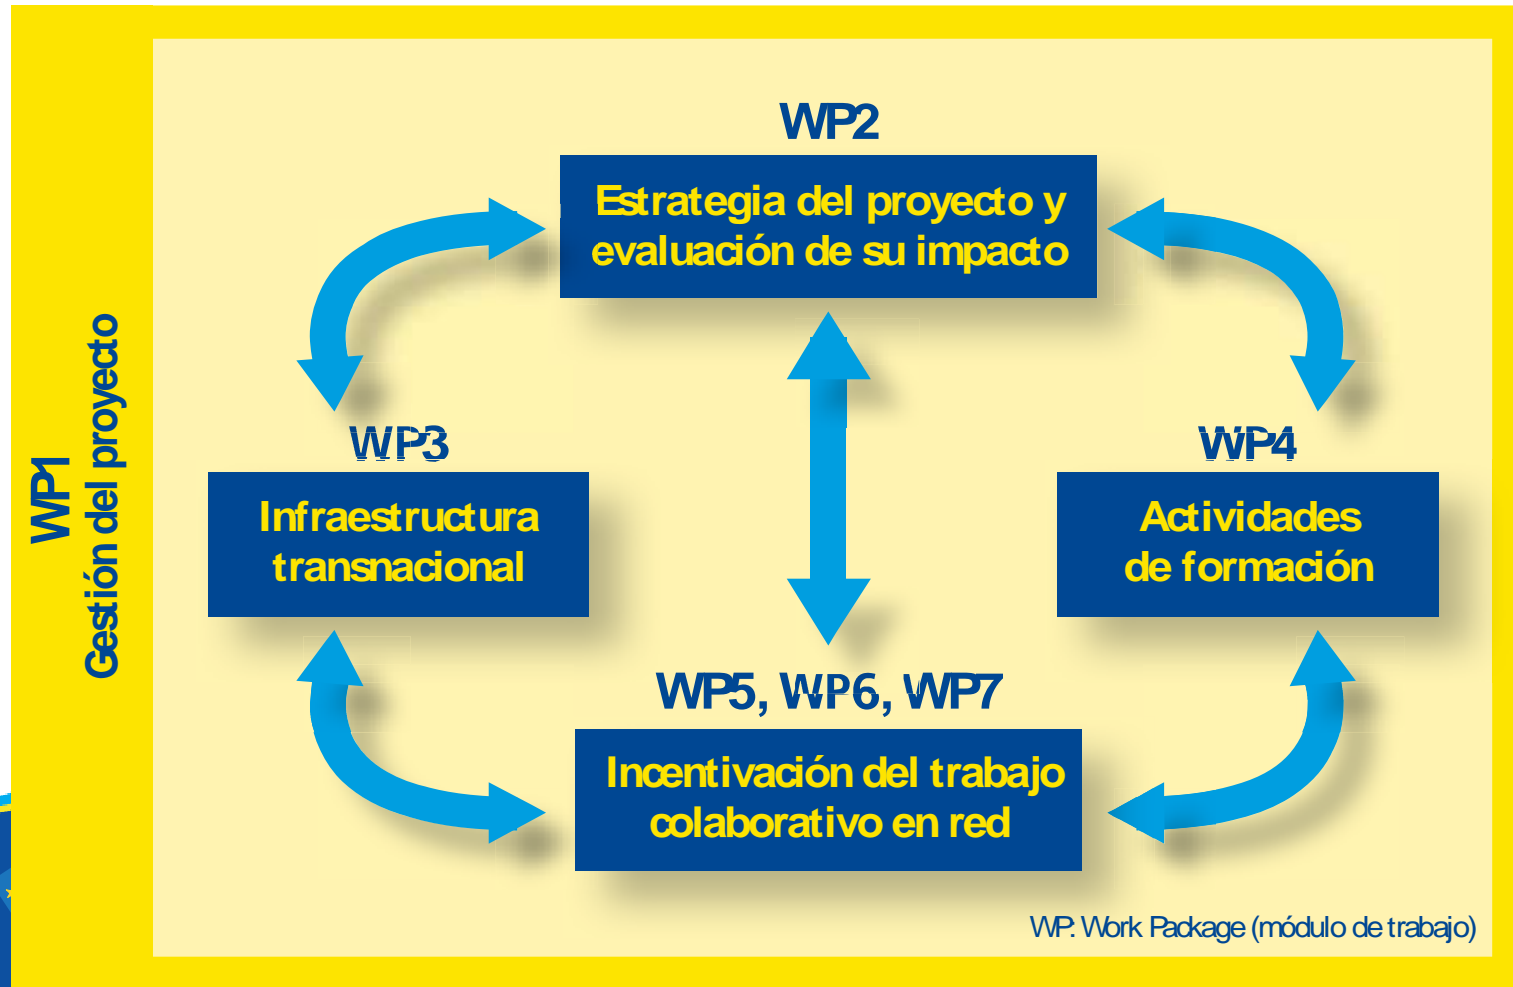 WP1
Gestión del proyecto
WP2
Estrategia del proyecto y
evaluación de su impacto
WP3
Infraestructura
transnacional
WP4
Actividades
de formación
WP5, WP6, WP7
Incentivación del trabajo
colaborativo en red
WP: Work Package (módulo de trabajo)